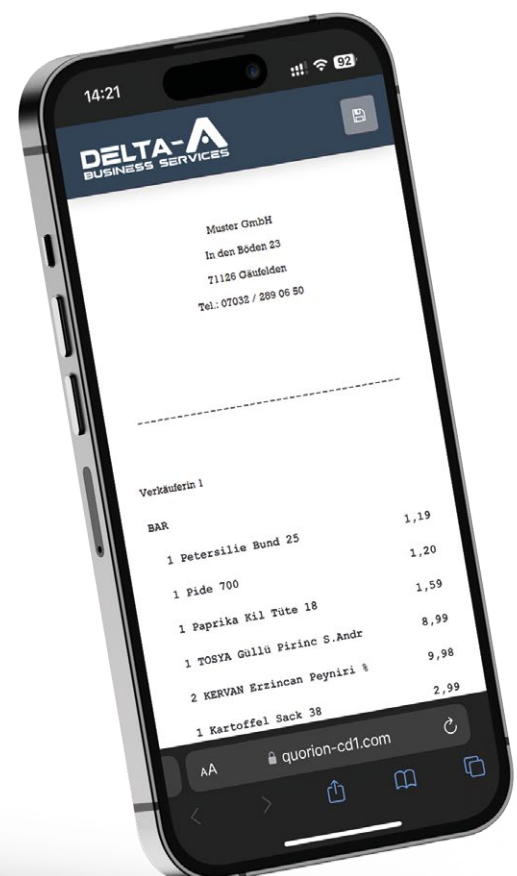 14:21
92
DELTA-A
BUSINESS SERVICES
Muster GmbH
In den Böden 23
71126 Gäufelden
Tel.: 07032 / 289 06 50
--------------------------------------------------
Verkäuferin 1
BAR
1 Petersilie Bund 25 1,19
1 Pide 700 1,20
1 Paprika Kil Tüte 18 1,59
1 TOSYA Güllü Pirinc S.Andr 8,99
2 KERVAN Erzincan Peyniri % 9,98
1 Kartoffel Sack 38 2,99
AA quorion-cd1.com